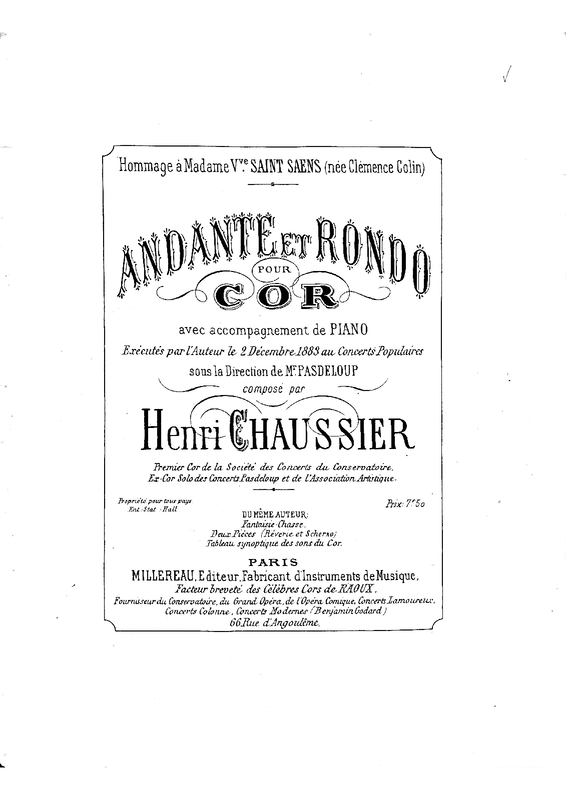 Hommage à Madame Vve. SAINT SAENS (née Clémence Colin)
ANDANTE ET RONDO
POUR
COR
avec accompagnement de PIANO
Exécutés par l'Auteur le 2 Décembre 1883 au Concerts Populaires
sous la Direction de Mr. PASDELOUP
composé par
Henri CHAUSSIER
Premier Cor de la Société des Concerts du Conservatoire,
Ex-Cor Solo des Concerts Pasdeloup et de l'Association Artistique.
Propriété pour tous pays
Ent. Stat. Hall
Prix: 7f 50
DU MÊME AUTEUR:
Fantaisie-Chasse.
Deux Pièces (Rêverie et Scherzo)
Tableau synoptique des sons du Cor.
PARIS
MILLEREAU, Editeur, Fabricant d'Instruments de Musique,
Facteur breveté des Célèbres Cors de RAOUX,
Fournisseur du Conservatoire, du Grand Opéra, de l'Opéra Comique, Concerts Lamoureux,
Concerts Colonne, Concerts Modernes (Benjamin Godard)
66 Rue d'Angoulême.